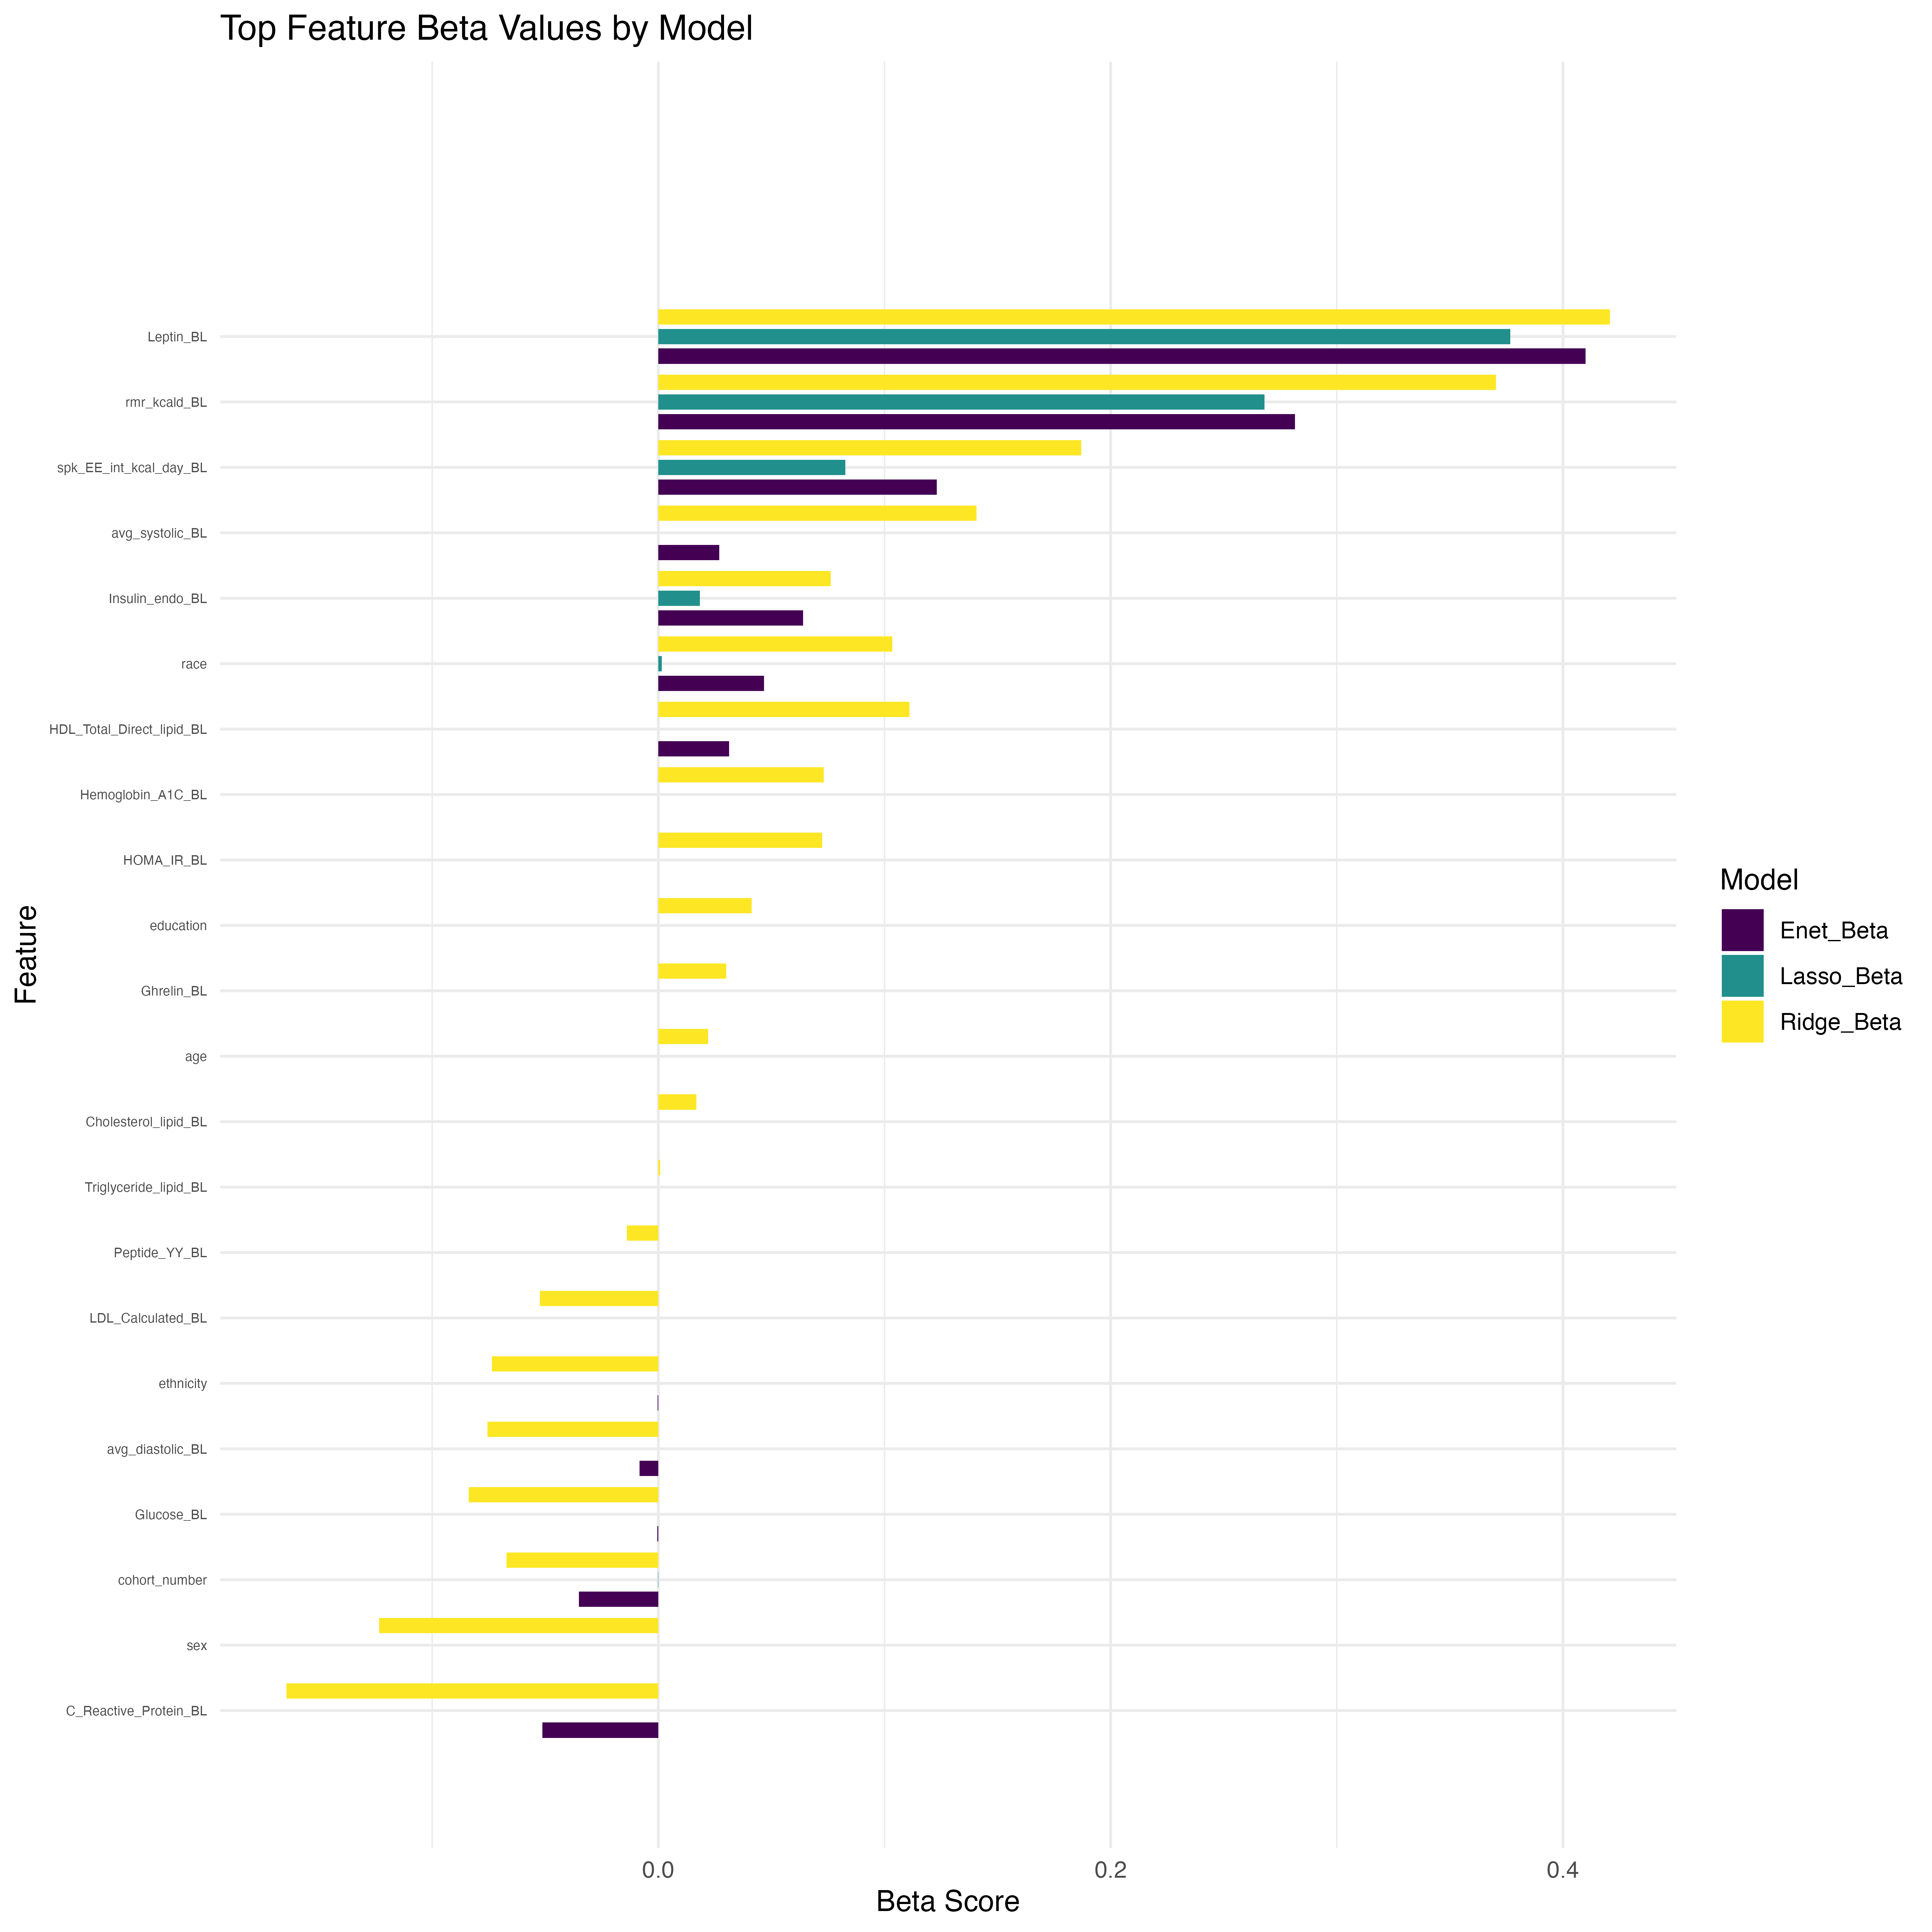 Top Feature Beta Values by Model
Leptin_BL
rmr_kcald_BL
spk_EE_int_kcal_day_BL
avg_systolic_BL
Insulin_endo_BL
race
HDL_Total_Direct_lipid_BL
Hemoglobin_A1C_BL
HOMA_IR_BL
education
Ghrelin_BL
age
Cholesterol_lipid_BL
Triglyceride_lipid_BL
Peptide_YY_BL
LDL_Calculated_BL
ethnicity
avg_diastolic_BL
Glucose_BL
cohort_number
sex
C_Reactive_Protein_BL
Feature
0.0 0.2 0.4
Beta Score
Model
Enet_Beta
Lasso_Beta
Ridge_Beta